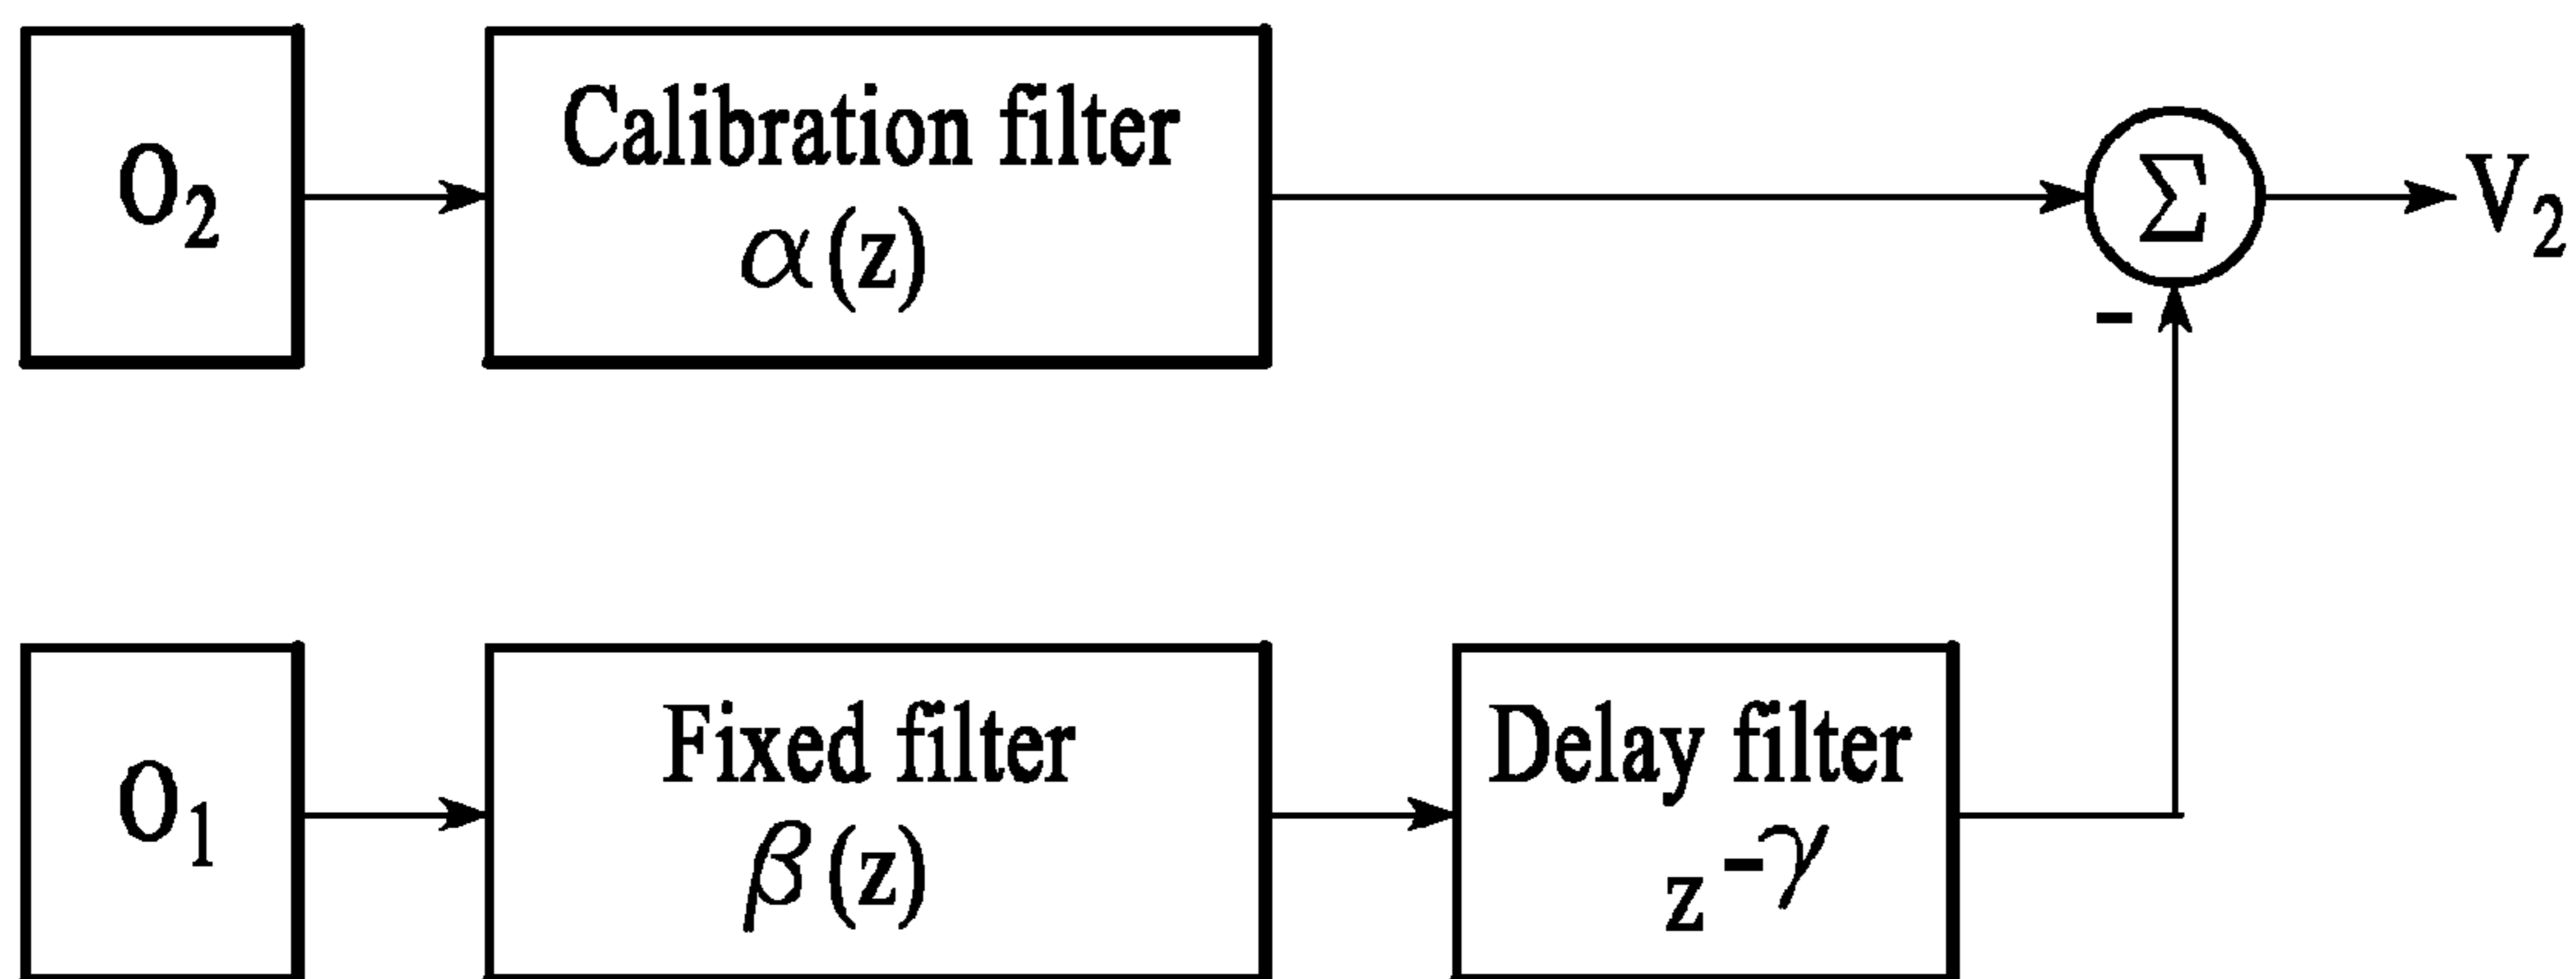 O₂
Calibration filter
α(z)
Σ
V₂
-
O₁
Fixed filter
β(z)
Delay filter
z⁻ᵞ